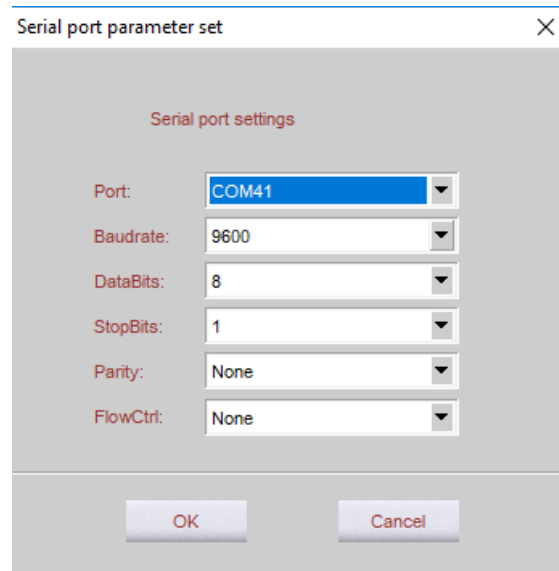 Serial port parameter set
Serial port settings
Port: COM41
Baudrate: 9600
DataBits: 8
StopBits: 1
Parity: None
FlowCtrl: None
OK Cancel